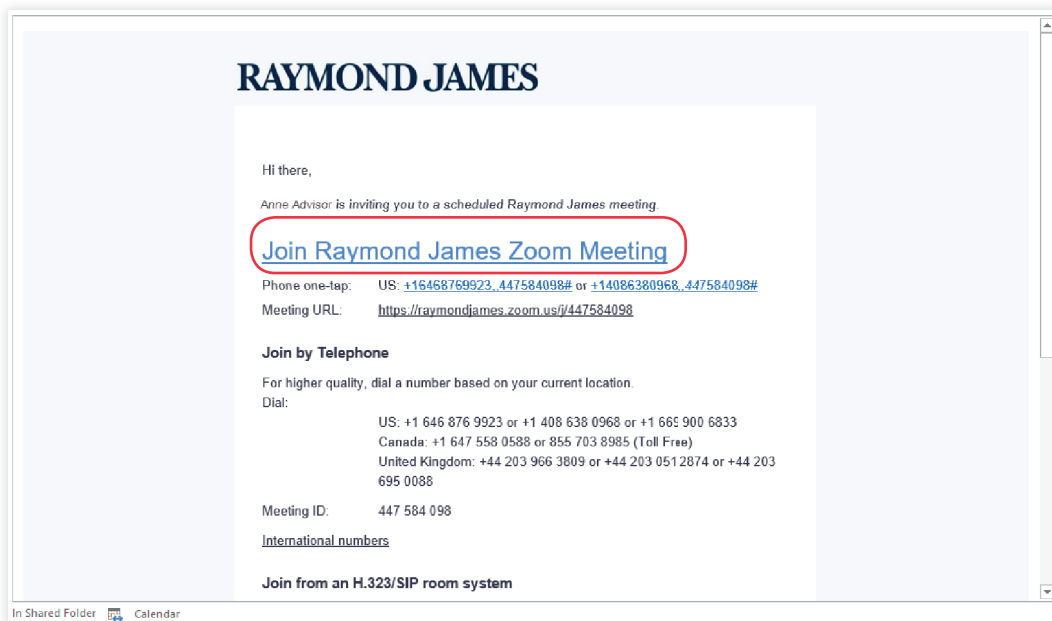 RAYMOND JAMES
Hi there,
Anne Advisor is inviting you to a scheduled Raymond James meeting.
Join Raymond James Zoom Meeting
Phone one-tap: US: +16468769923,,447584098# or +14086380968,,447584098#
Meeting URL: https://raymondjames.zoom.us/j/447584098
Join by Telephone
For higher quality, dial a number based on your current location.
Dial:
US: +1 646 876 9923 or +1 408 638 0968 or +1 669 900 6833
Canada: +1 647 558 0588 or 855 703 8985 (Toll Free)
United Kingdom: +44 203 966 3809 or +44 203 051 2874 or +44 203
695 0088
Meeting ID: 447 584 098
International numbers
Join from an H.323/SIP room system
In Shared Folder Calendar